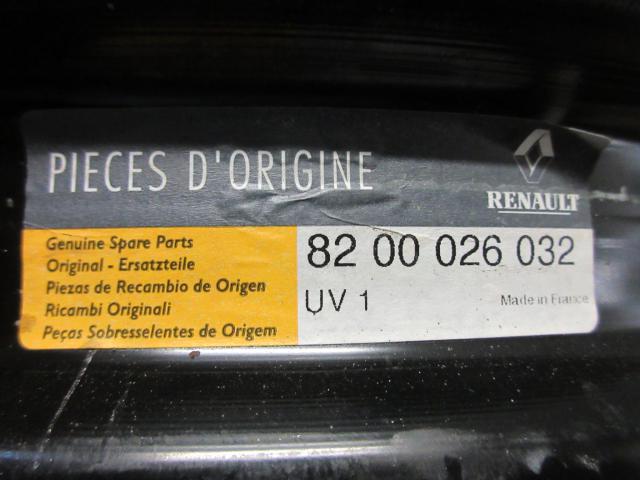 PIECES D'ORIGINE
RENAULT
Genuine Spare Parts
Original - Ersatzteile
Piezas de Recambio de Origen
Ricambi Originali
Peças Sobresselentes de Origem
82 00 026 032
UV 1
Made in France